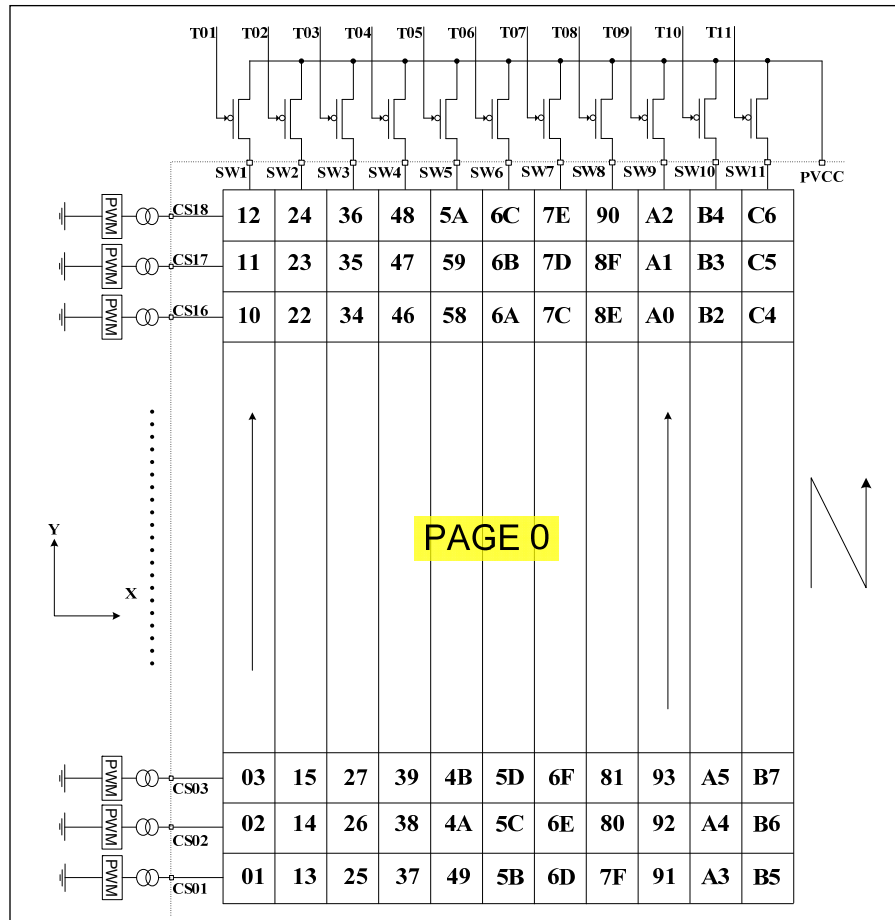 T01 T02 T03 T04 T05 T06 T07 T08 T09 T10 T11
SW1 SW2 SW3 SW4 SW5 SW6 SW7 SW8 SW9 SW10 SW11 PVCC
PWM CS18 12 24 36 48 5A 6C 7E 90 A2 B4 C6
PWM CS17 11 23 35 47 59 6B 7D 8F A1 B3 C5
PWM CS16 10 22 34 46 58 6A 7C 8E A0 B2 C4
PAGE 0
Y
X
PWM CS03 03 15 27 39 4B 5D 6F 81 93 A5 B7
PWM CS02 02 14 26 38 4A 5C 6E 80 92 A4 B6
PWM CS01 01 13 25 37 49 5B 6D 7F 91 A3 B5